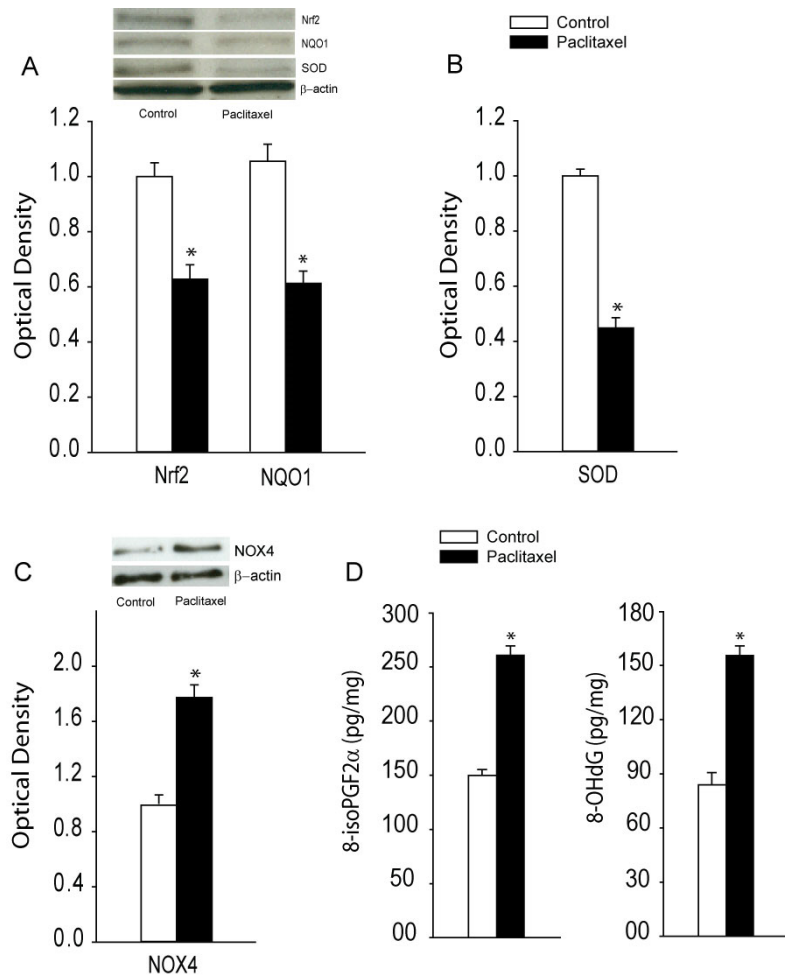 Nrf2
NQO1
SOD
β-actin
Control Paclitaxel
A
1.2
1.0
0.8
0.6
0.4
0.2
0.0
Optical Density
*
*
Nrf2 NQO1
Control
Paclitaxel
B
1.2
1.0
0.8
0.6
0.4
0.2
0.0
Optical Density
*
SOD
NOX4
β-actin
Control Paclitaxel
C
2.0
1.6
1.2
0.8
0.4
0.0
Optical Density
*
NOX4
Control
Paclitaxel
D
300
250
200
150
100
50
00
8-isoPGF2α (pg/mg)
*
180
150
120
90
60
30
00
8-OHdG (pg/mg)
*